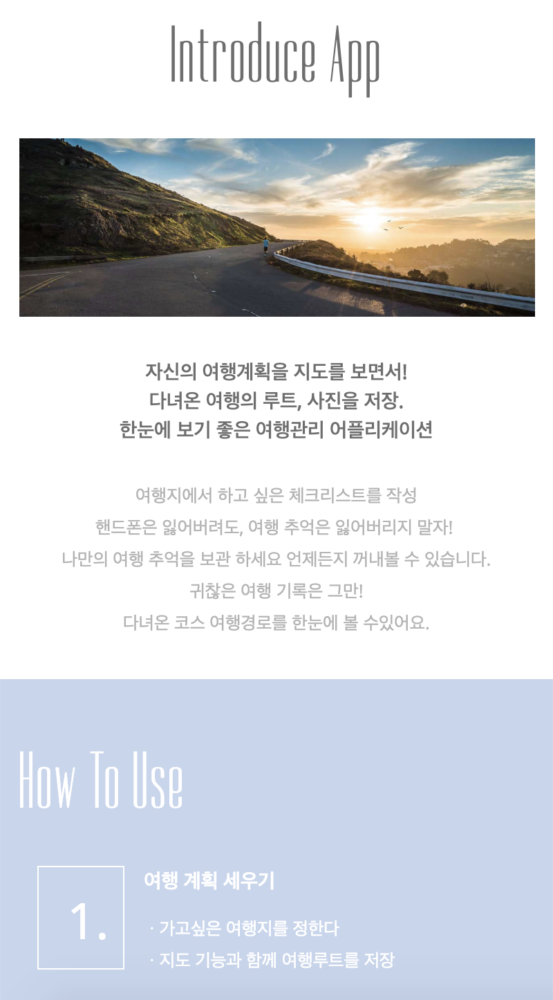 Introduce App
자신의 여행계획을 지도를 보면서!
다녀온 여행의 루트, 사진을 저장.
한눈에 보기 좋은 여행관리 어플리케이션
여행지에서 하고 싶은 체크리스트를 작성
핸드폰은 잃어버려도, 여행 추억은 잃어버리지 말자!
나만의 여행 추억을 보관 하세요 언제든지 꺼내볼 수 있습니다.
귀찮은 여행 기록은 그만!
다녀온 코스 여행경로를 한눈에 볼 수있어요.
How To Use
1.
여행 계획 세우기
· 가고싶은 여행지를 정한다
· 지도 기능과 함께 여행루트를 저장